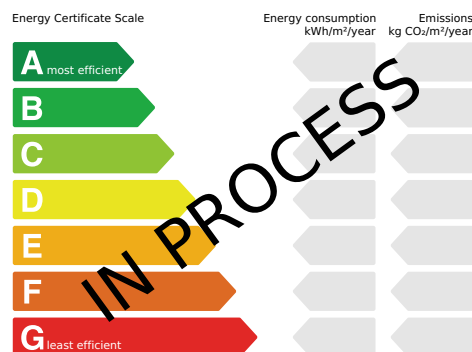 Energy Certificate Scale
Energy consumption
kWh/m²/year
Emissions
kg CO₂/m²/year
A most efficient
B
C
D
E
F
G least efficient
IN PROCESS